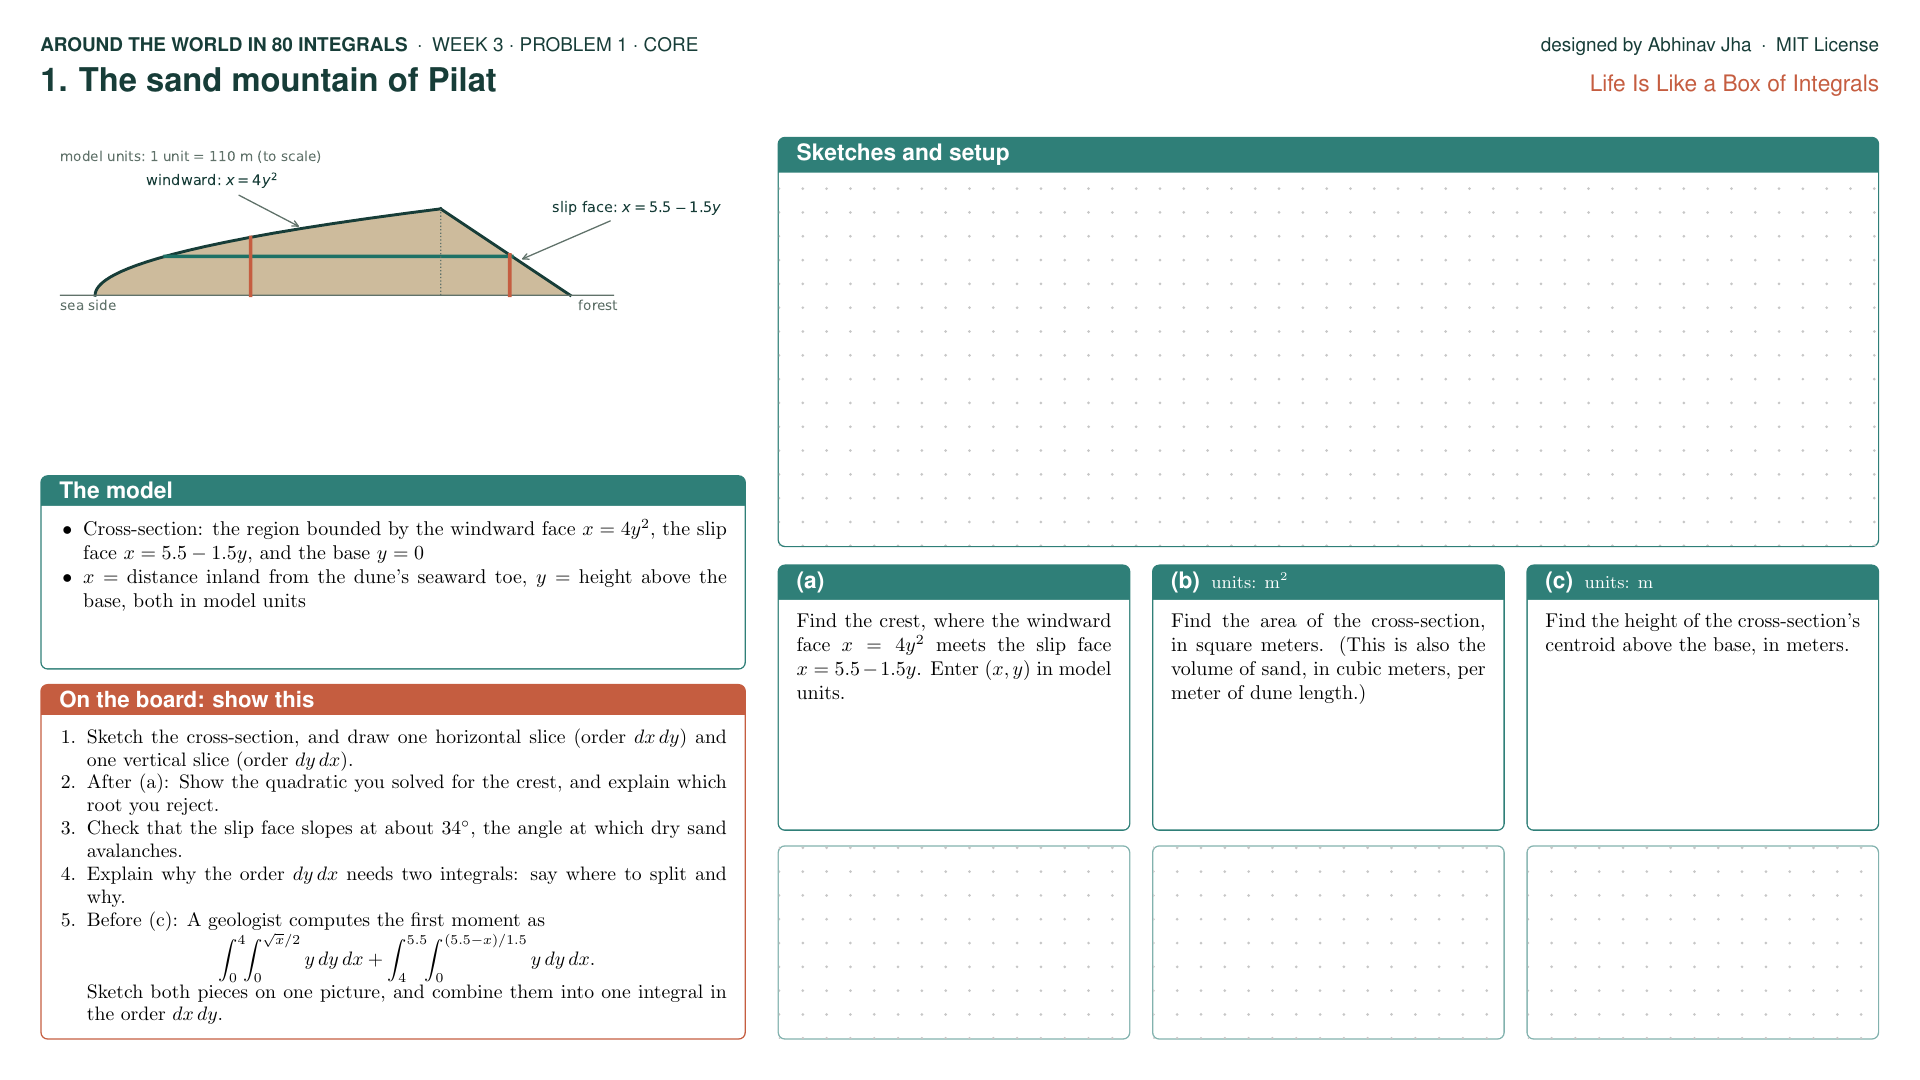 AROUND THE WORLD IN 80 INTEGRALS · WEEK 3 · PROBLEM 1 · CORE
designed by Abhinav Jha · MIT License
1. The sand mountain of Pilat
Life Is Like a Box of Integrals
model units: 1 unit = 110 m (to scale)
windward: x = 4y²
slip face: x = 5.5 − 1.5y
sea side
forest
The model
• Cross-section: the region bounded by the windward face x = 4y², the slip
face x = 5.5 − 1.5y, and the base y = 0
• x = distance inland from the dune's seaward toe, y = height above the
base, both in model units
On the board: show this
1. Sketch the cross-section, and draw one horizontal slice (order dx dy) and
one vertical slice (order dy dx).
2. After (a): Show the quadratic you solved for the crest, and explain which
root you reject.
3. Check that the slip face slopes at about 34°, the angle at which dry sand
avalanches.
4. Explain why the order dy dx needs two integrals: say where to split and
why.
5. Before (c): A geologist computes the first moment as
∫₀⁴ ∫₀^{√x/2} y dy dx + ∫₄^{5.5} ∫₀^{(5.5−x)/1.5} y dy dx.
Sketch both pieces on one picture, and combine them into one integral in
the order dx dy.
Sketches and setup
(a)
Find the crest, where the windward
face x = 4y² meets the slip face
x = 5.5 − 1.5y. Enter (x, y) in model
units.
(b) units: m²
Find the area of the cross-section,
in square meters. (This is also the
volume of sand, in cubic meters, per
meter of dune length.)
(c) units: m
Find the height of the cross-section's
centroid above the base, in meters.